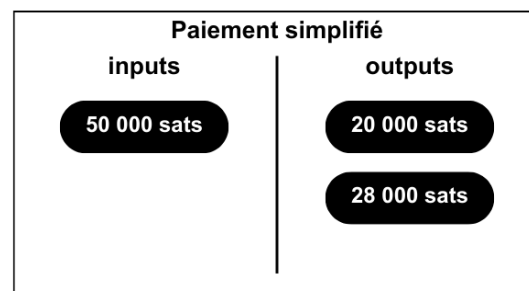 Paiement simplifié
inputs outputs
50 000 sats 20 000 sats
28 000 sats